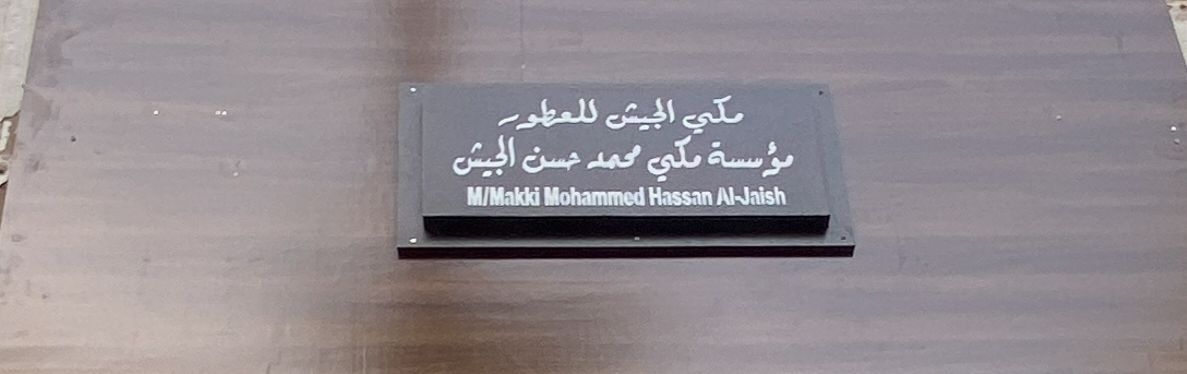 مكي الجيش للعطور
مؤسسة مكي محمد حسن الجيش
M/Makki Mohammed Hassan Al-Jaish